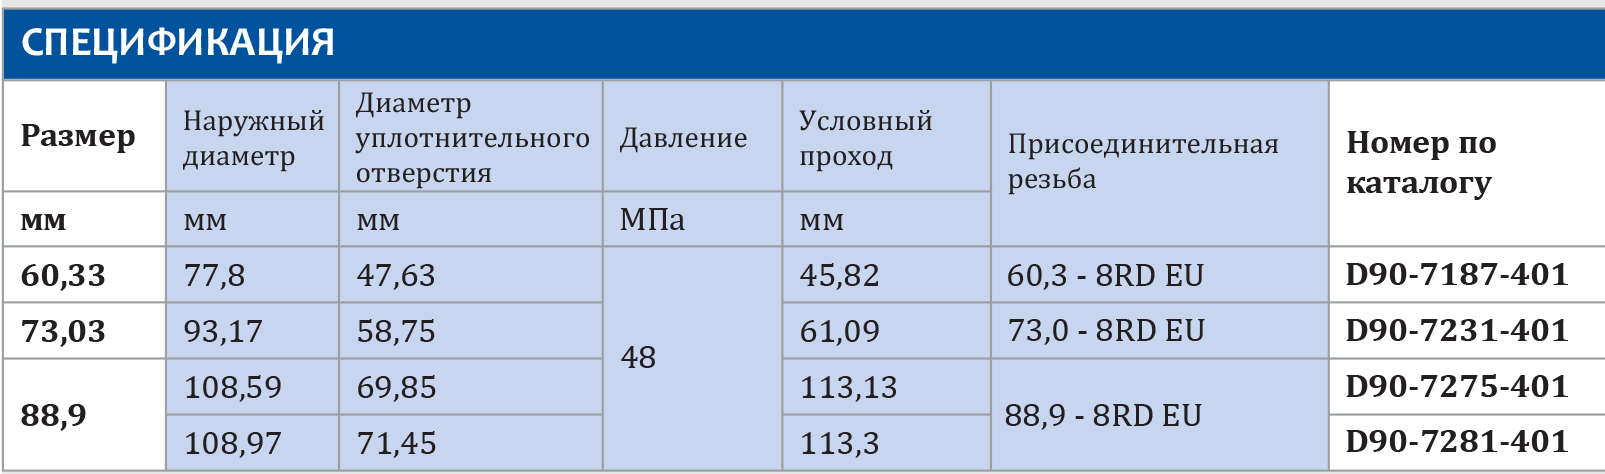 СПЕЦИФИКАЦИЯ
Размер
Наружный
диаметр
Диаметр
уплотнительного
отверстия
Давление
Условный
проход
Присоединительная
резьба
Номер по
каталогу
мм мм мм МПа мм
60,33 77,8 47,63 45,82 60,3 - 8RD EU D90-7187-401
73,03 93,17 58,75 61,09 73,0 - 8RD EU D90-7231-401
48
88,9
108,59 69,85 113,13 D90-7275-401
88,9 - 8RD EU
108,97 71,45 113,3 D90-7281-401